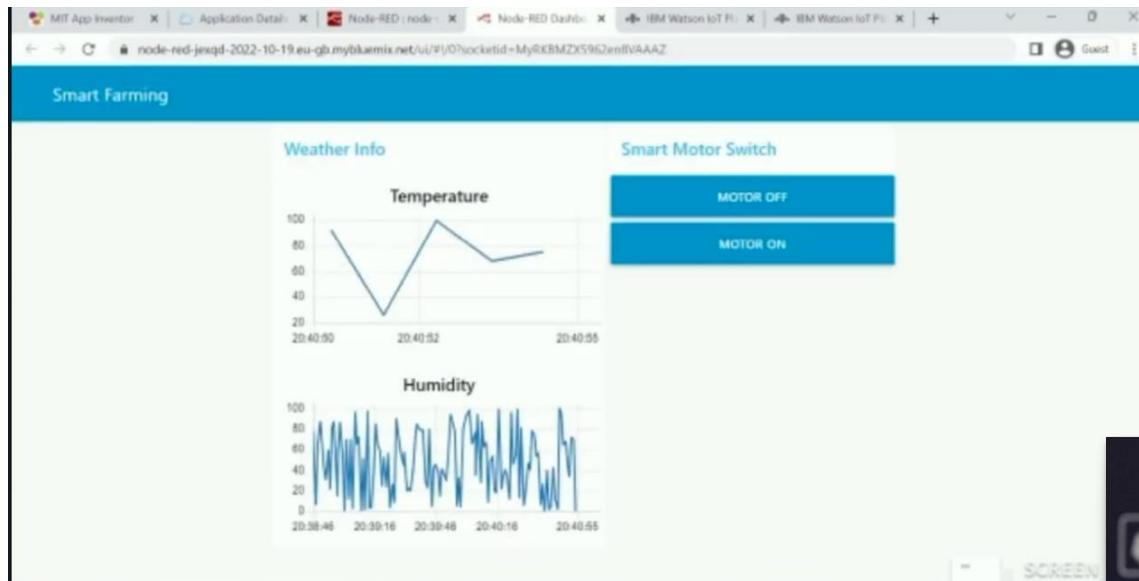 MIT App Inventor
Application Details
Node-RED : node-
Node-RED Dashbo
IBM Watson IoT Pl
IBM Watson IoT Pl
node-red-jexqd-2022-10-19.eu-gb.mybluemix.net/ui/#!/0?socketid=
Guest
Smart Farming
Weather Info
Smart Motor Switch
Temperature
MOTOR OFF
MOTOR ON
100
80
60
40
20
20:40:50 20:40:52 20:40:55
Humidity
100
80
60
40
20
0
20:38:46 20:39:16 20:39:46 20:40:16 20:40:55
SCREEN